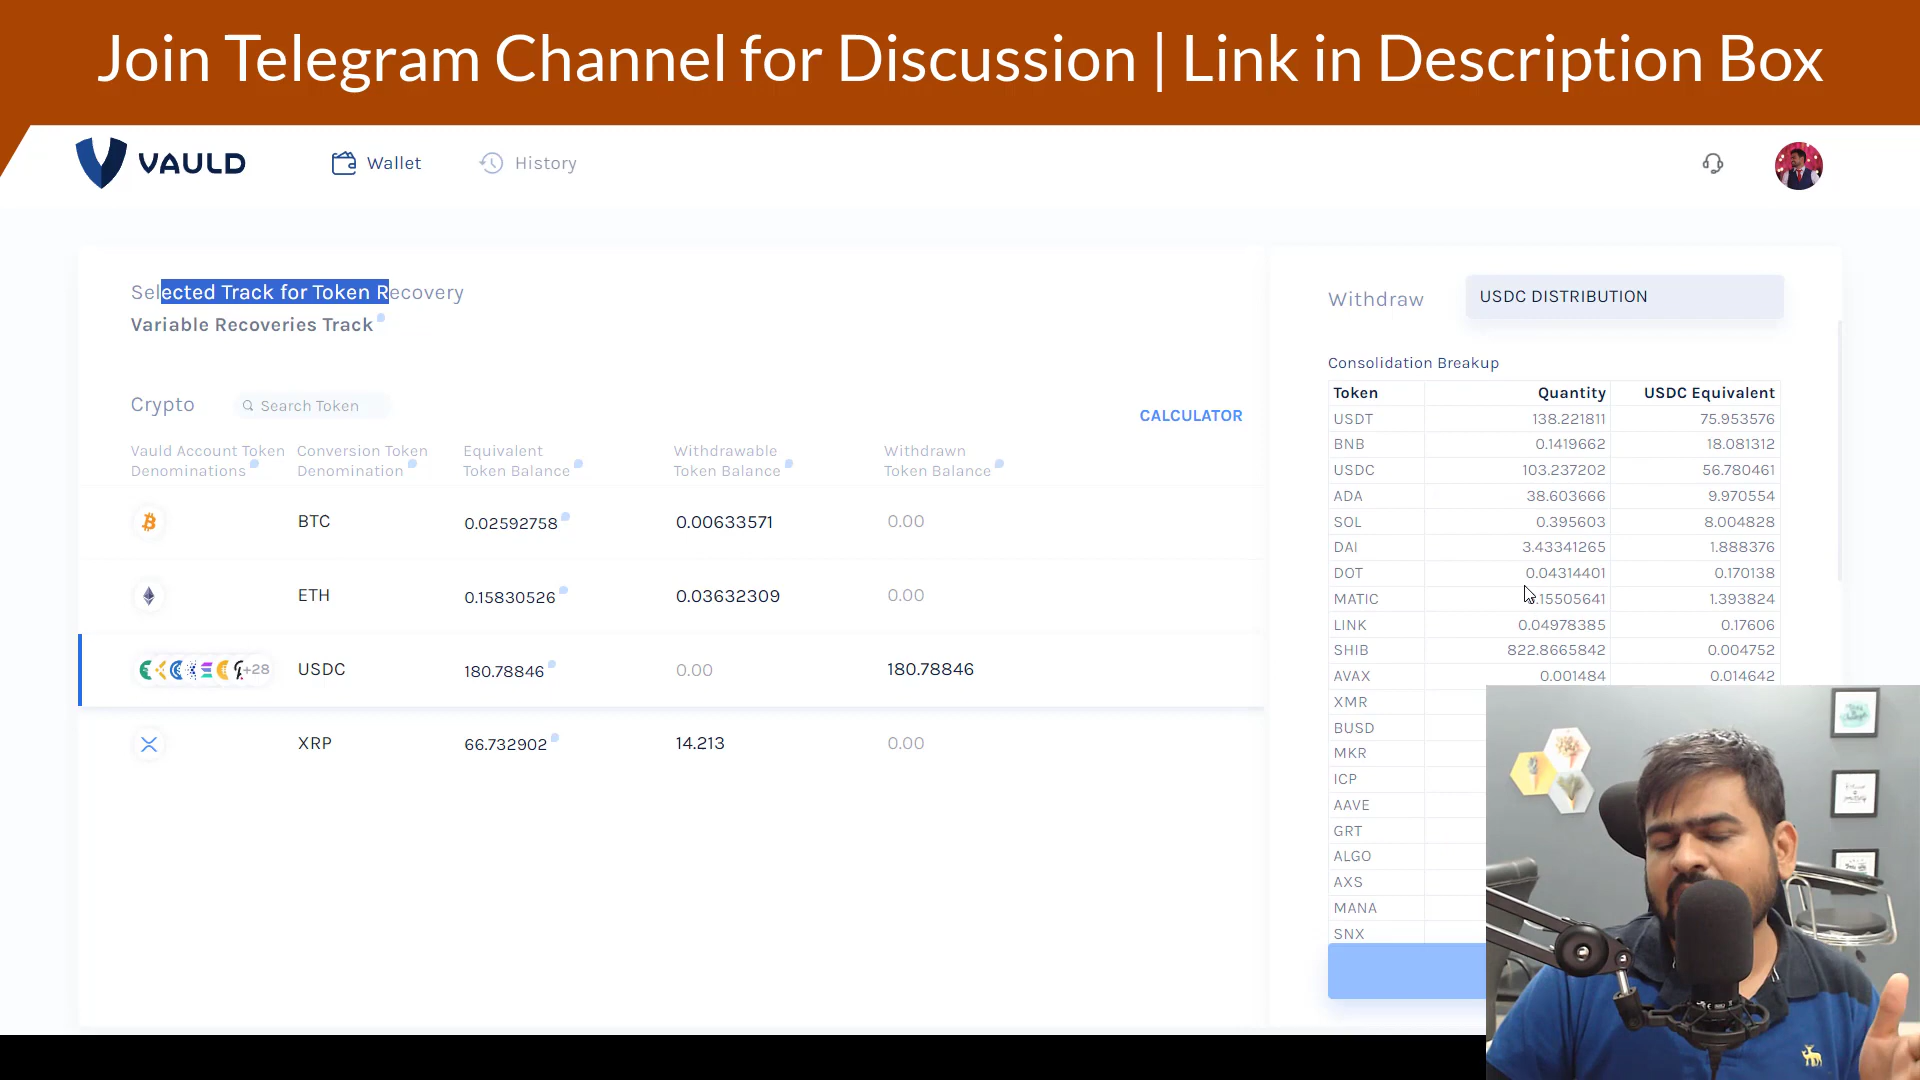 Join Telegram Channel for Discussion | Link in Description Box
VAULD
Wallet
History
Selected Track for Token Recovery
Variable Recoveries Track
Crypto
Search Token
CALCULATOR
Vauld Account Token Denominations
Conversion Token Denomination
Equivalent Token Balance
Withdrawable Token Balance
Withdrawn Token Balance
BTC 0.02592758 0.00633571 0.00
ETH 0.15830526 0.03632309 0.00
+28 USDC 180.78846 0.00 180.78846
XRP 66.732902 14.213 0.00
Withdraw
USDC DISTRIBUTION
Consolidation Breakup
Token Quantity USDC Equivalent
USDT 138.221811 75.953576
BNB 0.1419662 18.081312
USDC 103.237202 56.780461
ADA 38.603666 9.970554
SOL 0.395603 8.004828
DAI 3.43341265 1.888376
DOT 0.04314401 0.170138
MATIC .15505641 1.393824
LINK 0.04978385 0.17606
SHIB 822.8665842 0.004752
AVAX 0.001484 0.014642
XMR
BUSD
MKR
ICP
AAVE
GRT
ALGO
AXS
MANA
SNX